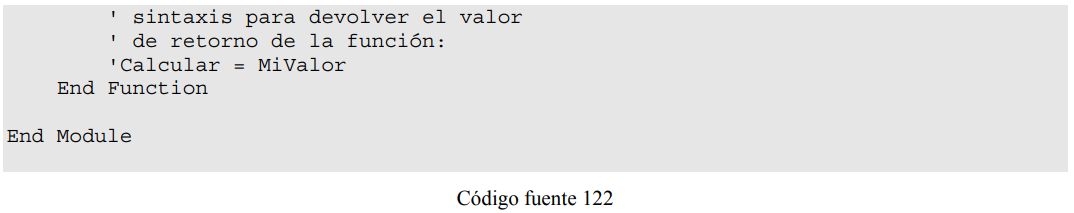 ' sintaxis para devolver el valor
' de retorno de la función:
'Calcular = MiValor
End Function
End Module
Código fuente 122